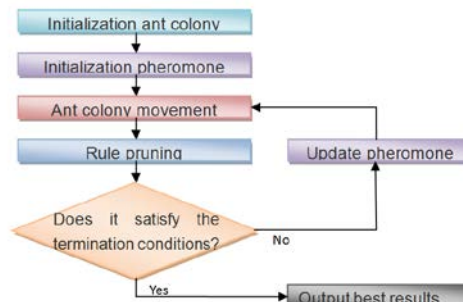 Initialization ant colony
Initialization pheromone
Ant colony movement
Rule pruning
Update pheromone
Does it satisfy the
termination conditions?
No
Yes
Output best results